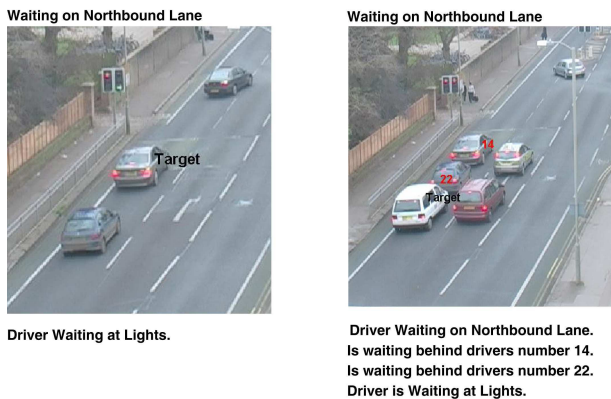 Waiting on Northbound Lane
Target
Driver Waiting at Lights.
Waiting on Northbound Lane
14
22
Target
Driver Waiting on Northbound Lane.
Is waiting behind drivers number 14.
Is waiting behind drivers number 22.
Driver is Waiting at Lights.